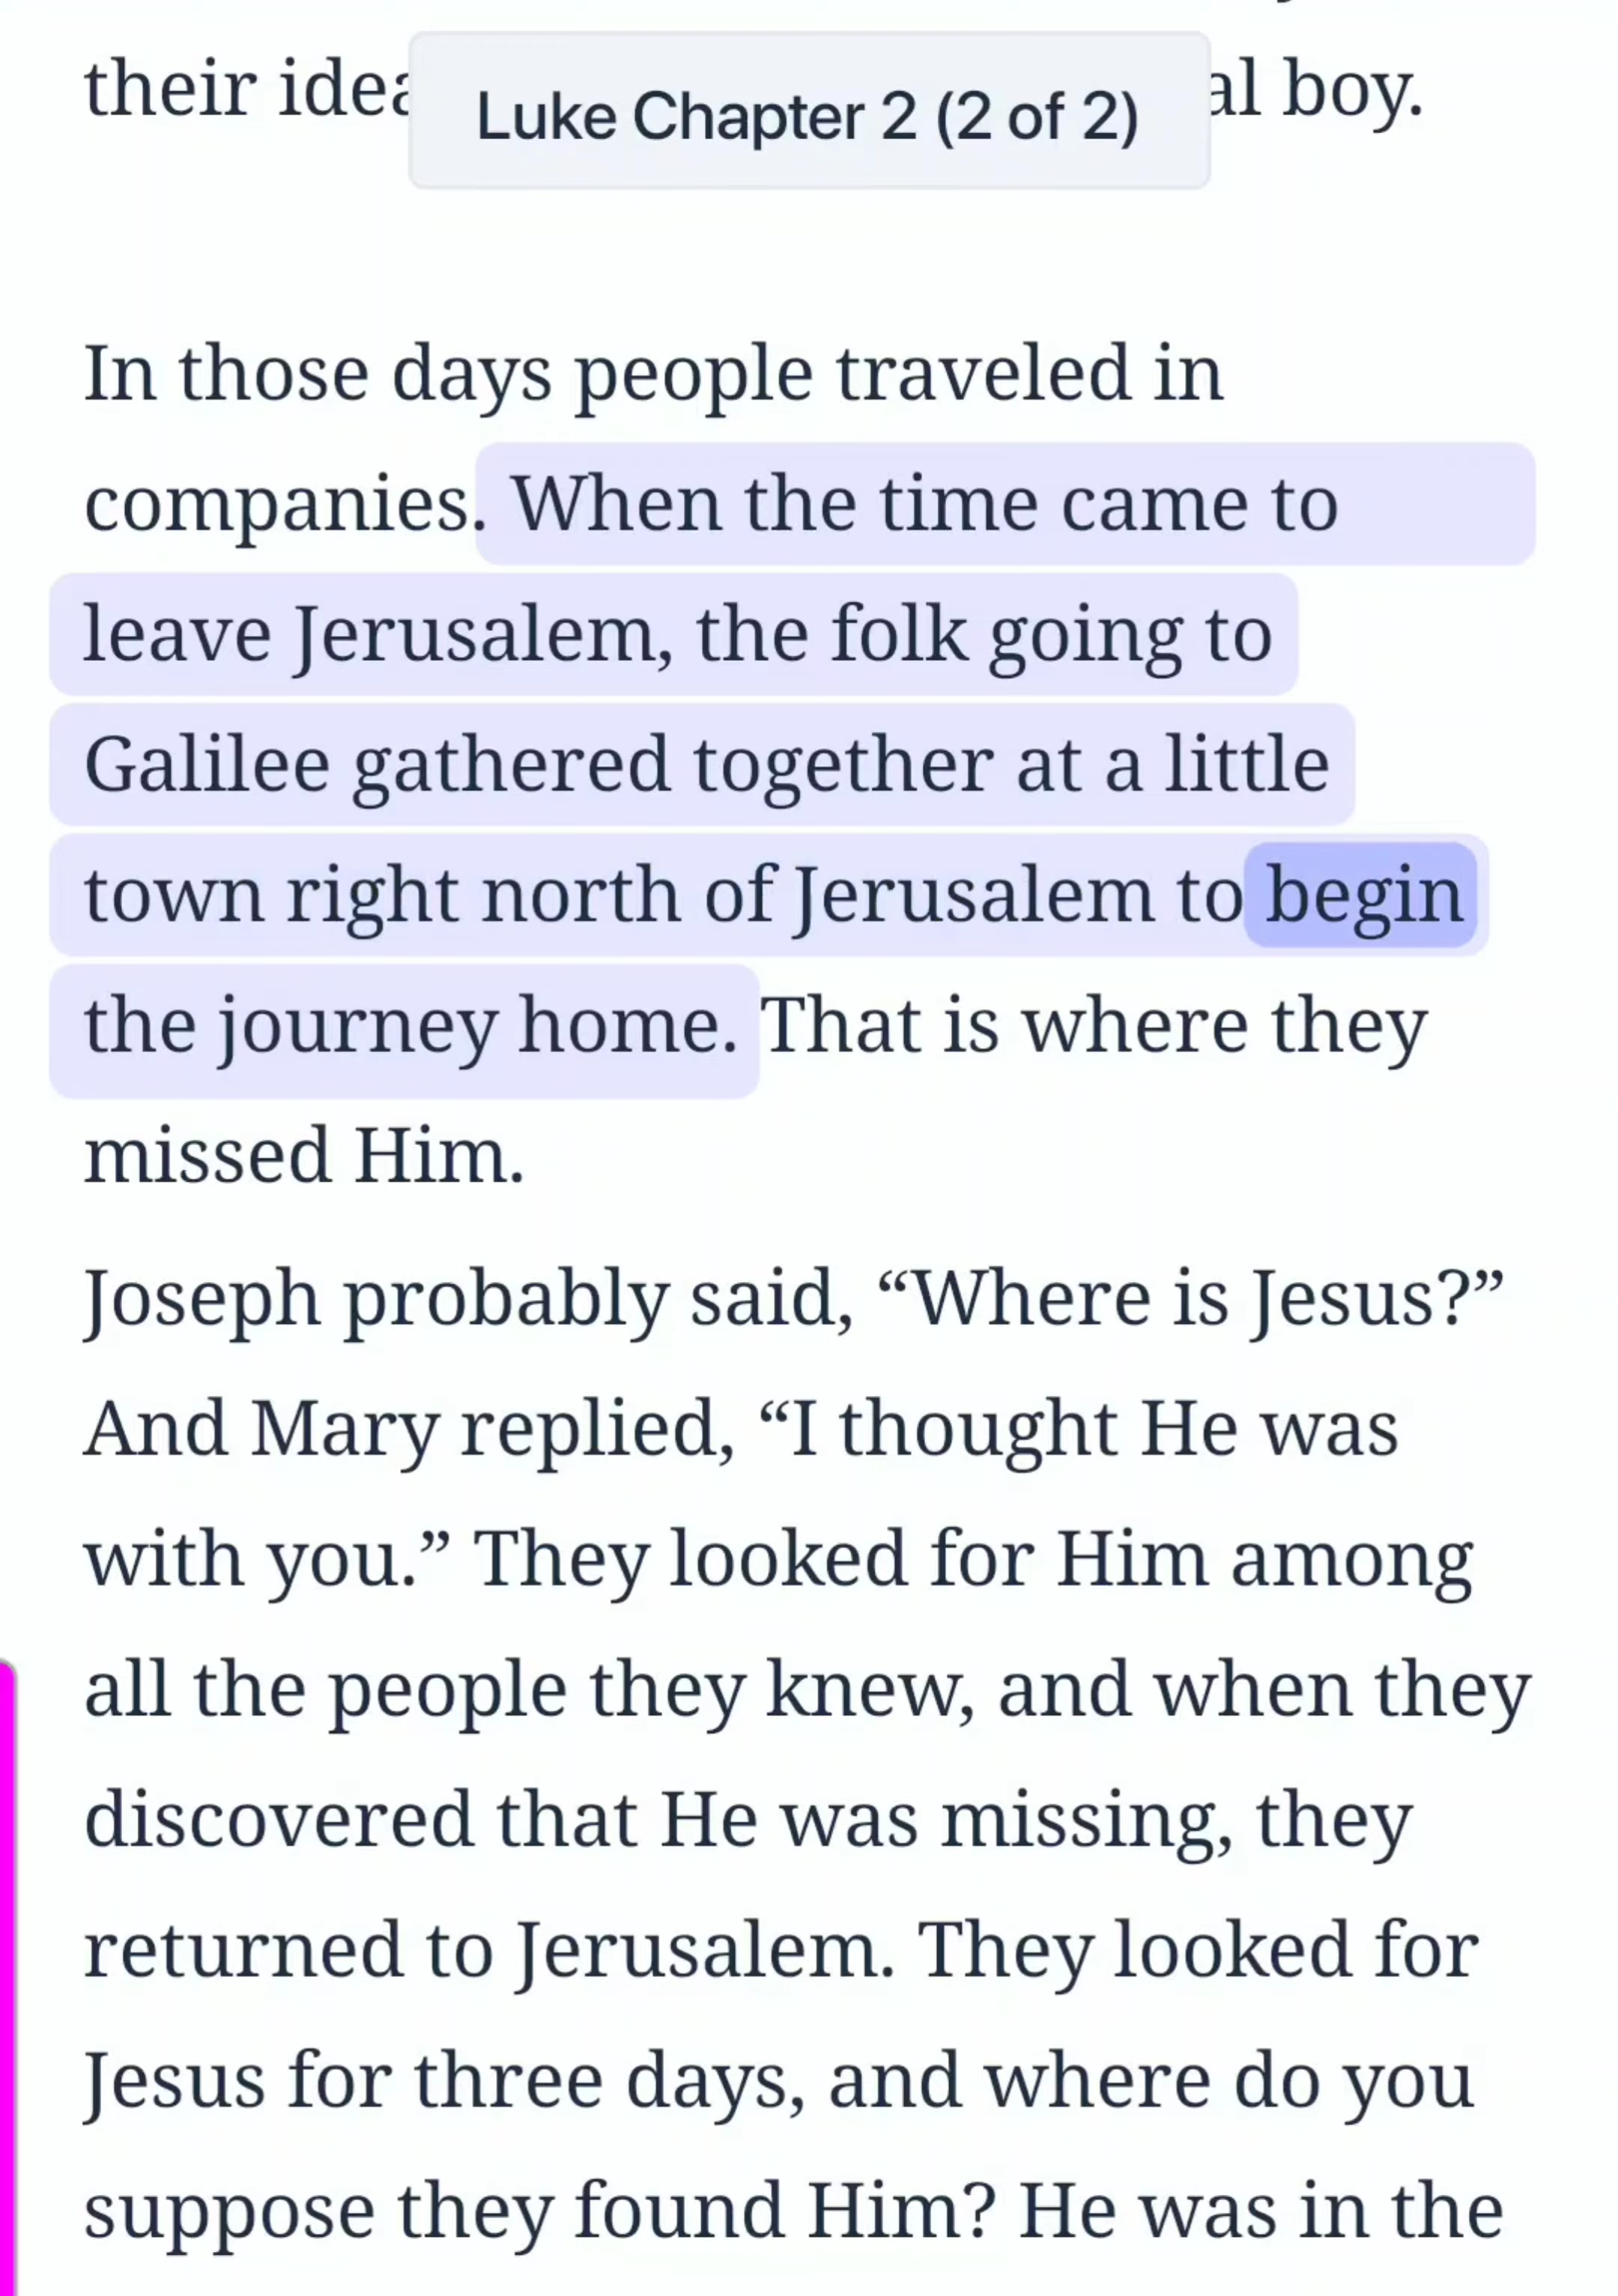 their
Luke Chapter 2 (2 of 2)
boy.
In those days people traveled in
companies. When the time came to
leave Jerusalem, the folk going to
Galilee gathered together at a little
town right north of Jerusalem to begin
the journey home. That is where they
missed Him.
Joseph probably said, “Where is Jesus?”
And Mary replied, “I thought He was
with you.” They looked for Him among
all the people they knew, and when they
discovered that He was missing, they
returned to Jerusalem. They looked for
Jesus for three days, and where do you
suppose they found Him? He was in the